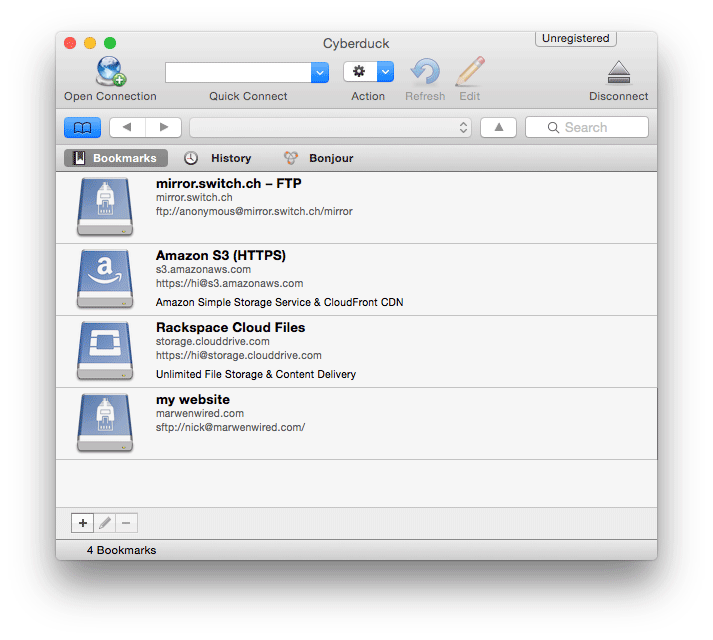 Cyberduck
Unregistered
Open Connection
Quick Connect
Action
Refresh
Edit
Disconnect
Search
Bookmarks
History
Bonjour
mirror.switch.ch – FTP
mirror.switch.ch
ftp://anonymous@mirror.switch.ch/mirror
Amazon S3 (HTTPS)
s3.amazonaws.com
https://hi@s3.amazonaws.com
Amazon Simple Storage Service & CloudFront CDN
Rackspace Cloud Files
storage.clouddrive.com
https://hi@storage.clouddrive.com
Unlimited File Storage & Content Delivery
my website
marwenwired.com
sftp://nick@marwenwired.com/
4 Bookmarks